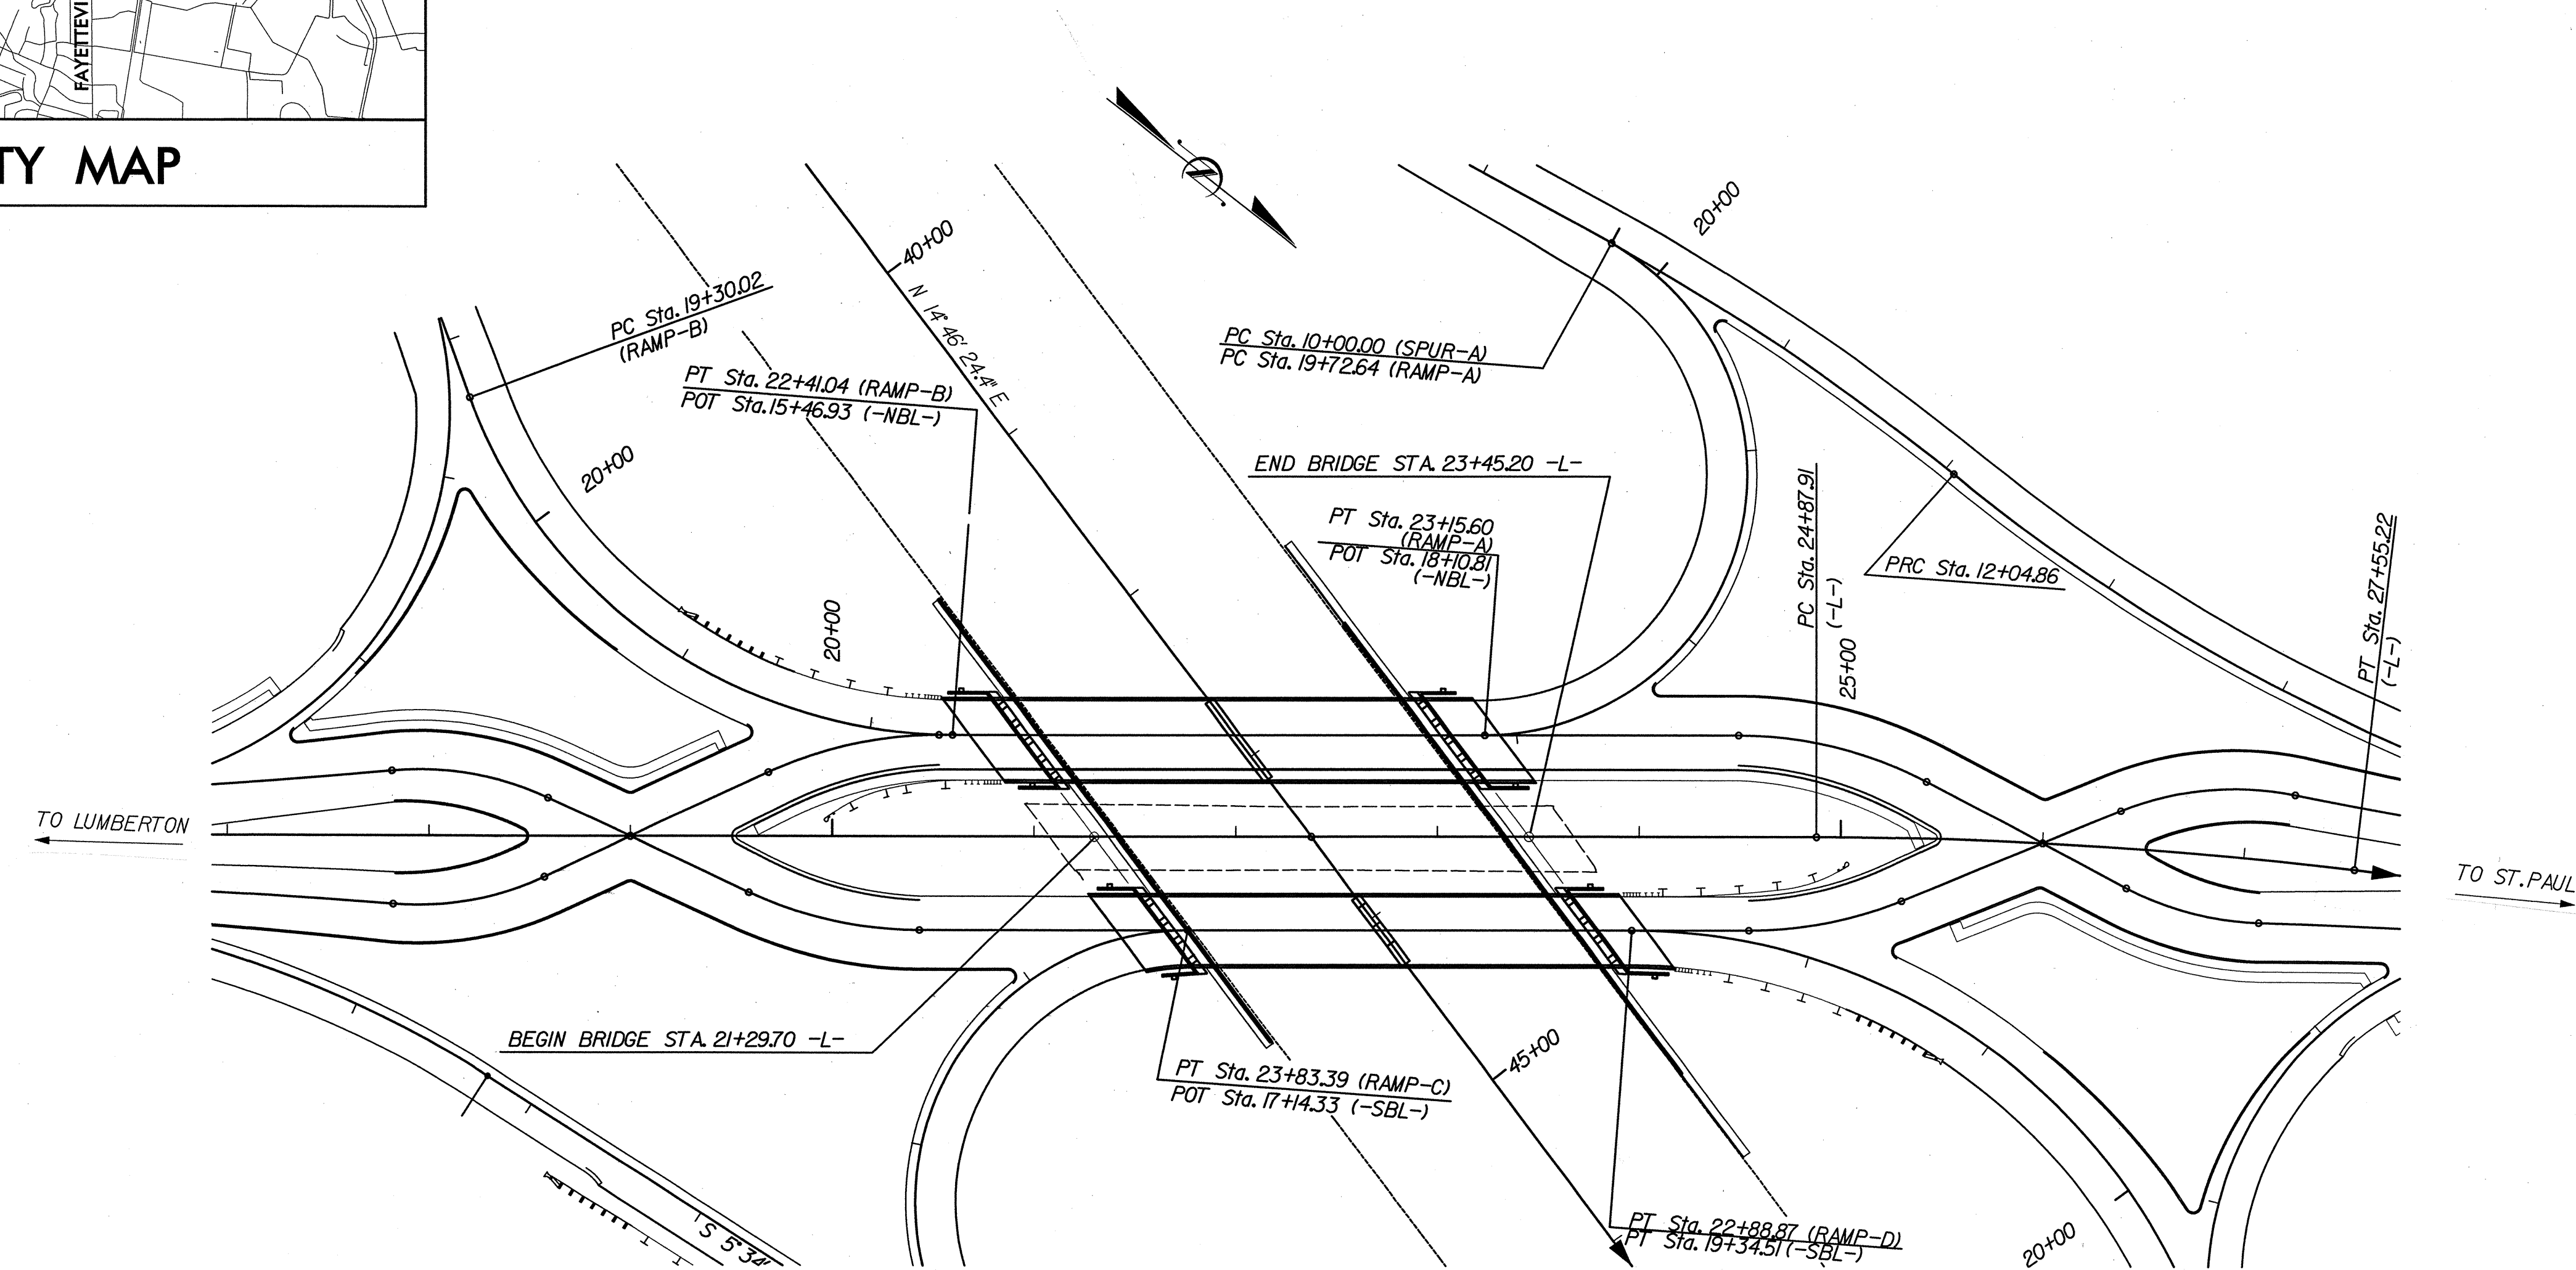 FAYETTEVI
TY MAP
40+00
N 14° 46' 24.4" E
20+00
PC Sta. 19+30.02
(RAMP-B)
PT Sta. 22+41.04 (RAMP-B)
POT Sta. 15+46.93 (-NBL-)
PC Sta. 10+00.00 (SPUR-A)
PC Sta. 19+72.64 (RAMP-A)
20+00
END BRIDGE STA. 23+45.20 -L-
PT Sta. 23+15.60
(RAMP-A)
POT Sta. 18+10.81
(-NBL-)
PC Sta. 24+87.91
(-L-)
PRC Sta. 12+04.86
PT Sta. 27+55.22
(-L-)
20+00
25+00
TO LUMBERTON
TO ST. PAUL
BEGIN BRIDGE STA. 21+29.70 -L-
PT Sta. 23+83.39 (RAMP-C)
POT Sta. 17+14.33 (-SBL-)
45+00
PT Sta. 22+88.87 (RAMP-D)
PT Sta. 19+34.51 (-SBL-)
S 5°34'
20+00